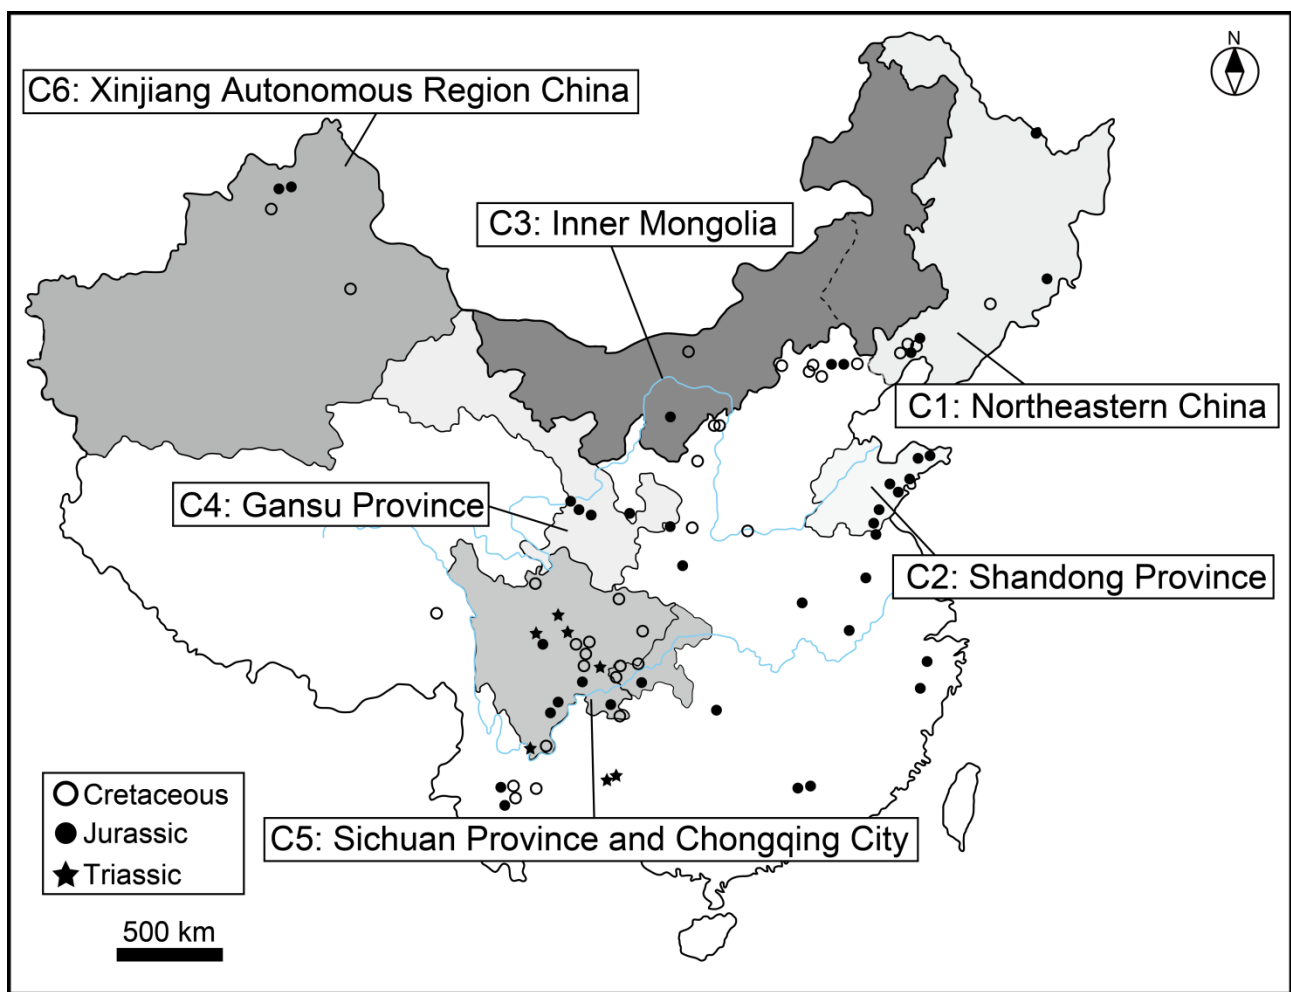 N
C6: Xinjiang Autonomous Region China
C3: Inner Mongolia
C1: Northeastern China
C4: Gansu Province
C2: Shandong Province
Cretaceous
Jurassic
Triassic
C5: Sichuan Province and Chongqing City
500 km